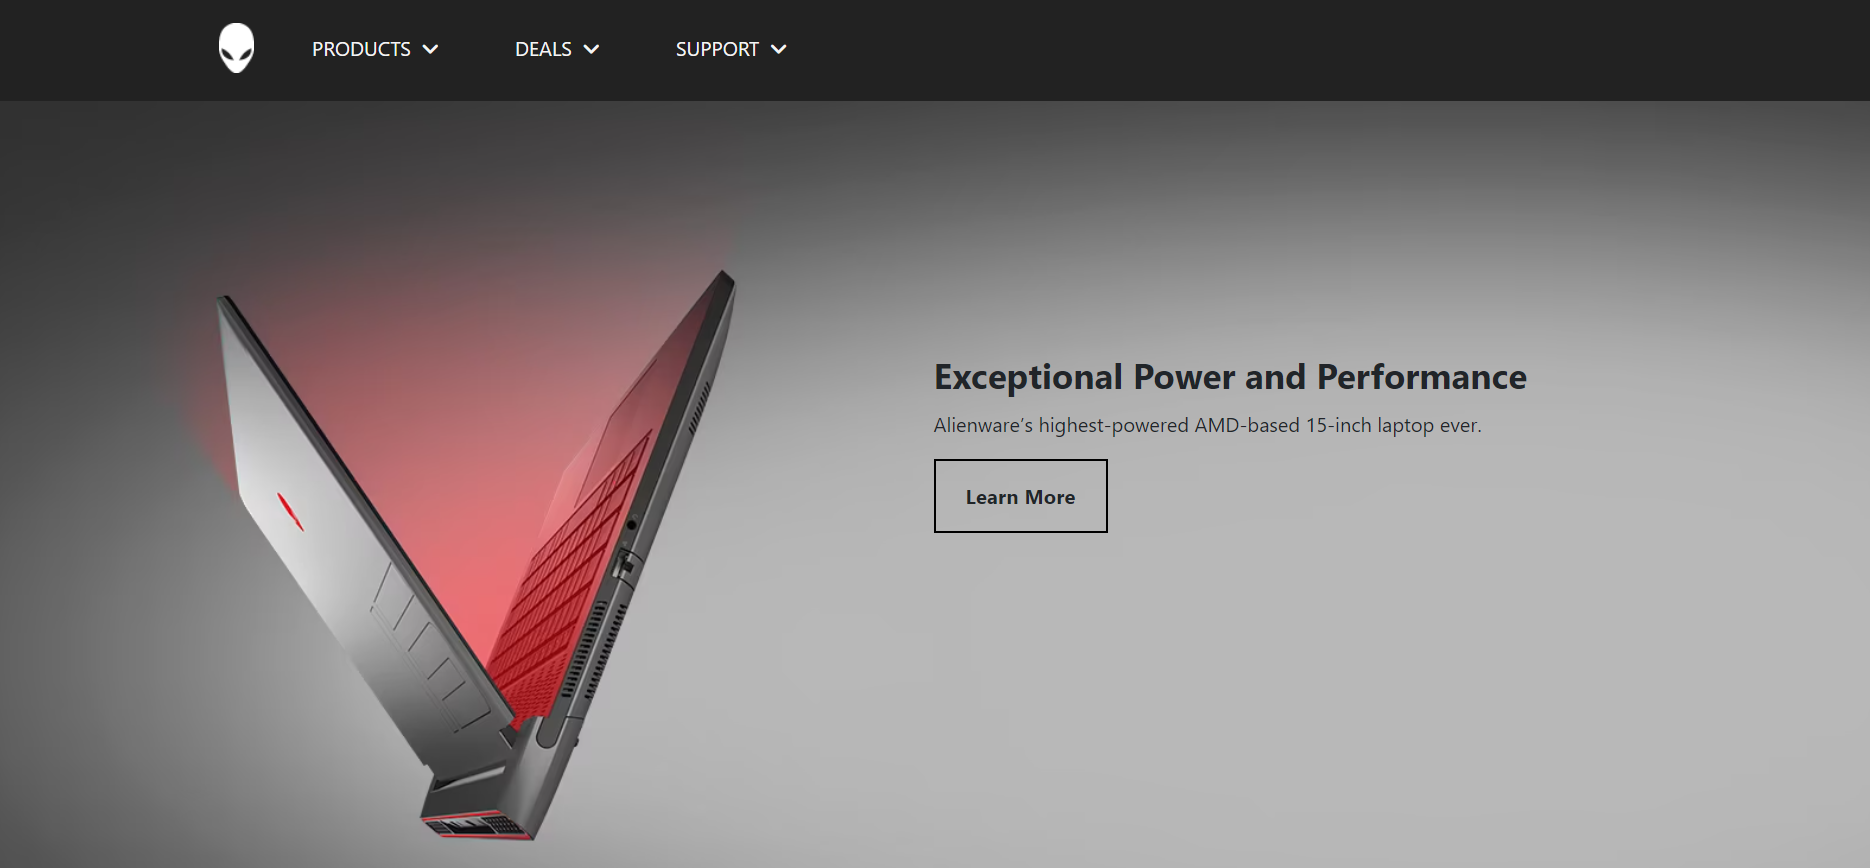 PRODUCTS DEALS SUPPORT
Exceptional Power and Performance
Alienware’s highest-powered AMD-based 15-inch laptop ever.
Learn More